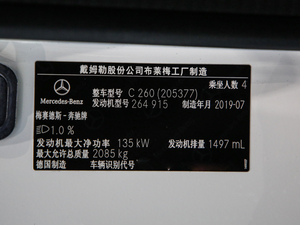 戴姆勒股份公司布莱梅工厂制造
乘坐人数 4
Mercedes-Benz
整车型号 C 260 (205377)
发动机型号 264 915
制造年月 2019-07
梅赛德斯-奔驰牌
1.0 %
发动机最大净功率 135 kW
发动机排量 1497 mL
最大允许总质量 2085 kg
德国制造
车辆识别代号